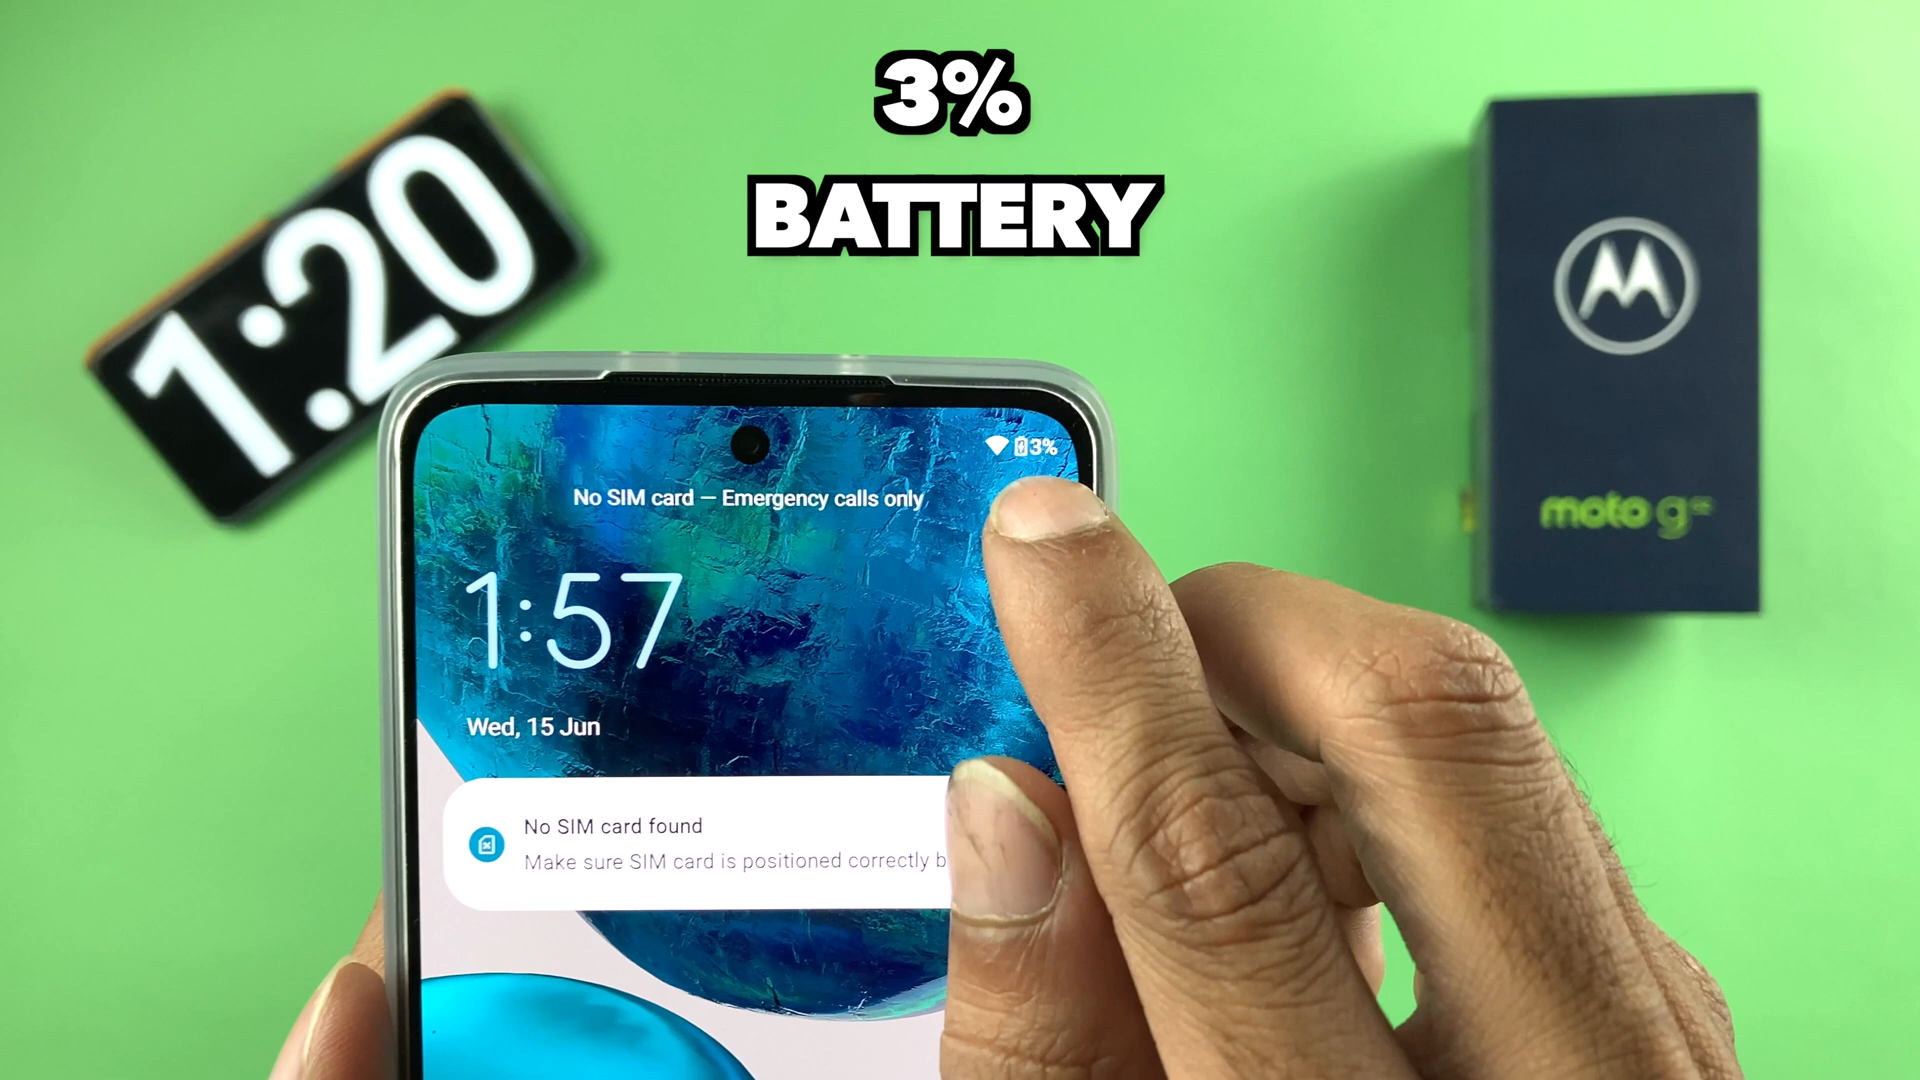 3%
BATTERY
1:20
3%
No SIM card — Emergency calls only
1:57
Wed, 15 Jun
No SIM card found
Make sure SIM card is positioned correctly b
moto g